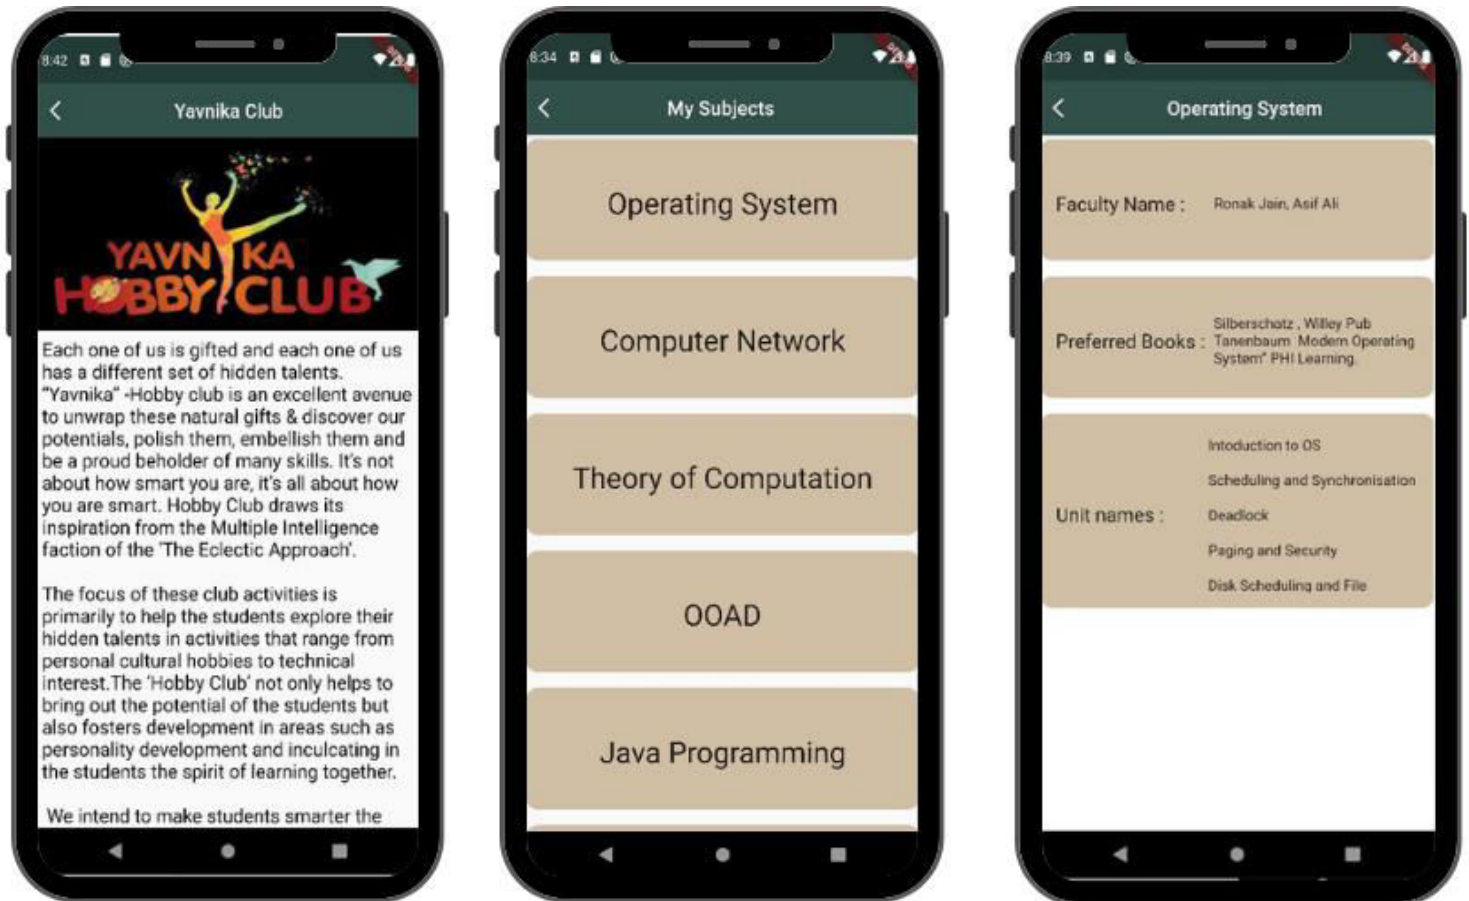 8:42
Yavnika Club
YAVNIKA
HOBBY CLUB
Each one of us is gifted and each one of us
has a different set of hidden talents.
“Yavnika” -Hobby club is an excellent avenue
to unwrap these natural gifts & discover our
potentials, polish them, embellish them and
be a proud beholder of many skills. It's not
about how smart you are, it's all about how
you are smart. Hobby Club draws its
inspiration from the Multiple Intelligence
faction of the 'The Eclectic Approach'.
The focus of these club activities is
primarily to help the students explore their
hidden talents in activities that range from
personal cultural hobbies to technical
interest.The 'Hobby Club' not only helps to
bring out the potential of the students but
also fosters development in areas such as
personality development and inculcating in
the students the spirit of learning together.
We intend to make students smarter the
8:34
My Subjects
Operating System
Computer Network
Theory of Computation
OOAD
Java Programming
8:39
Operating System
Faculty Name : Ronak Jain, Asif Ali
Preferred Books :
Silberschatz , Willey Pub
Tanenbaum Modern Operating
System" PHI Learning.
Unit names :
Intoduction to OS
Scheduling and Synchronisation
Deadlock
Paging and Security
Disk Scheduling and File